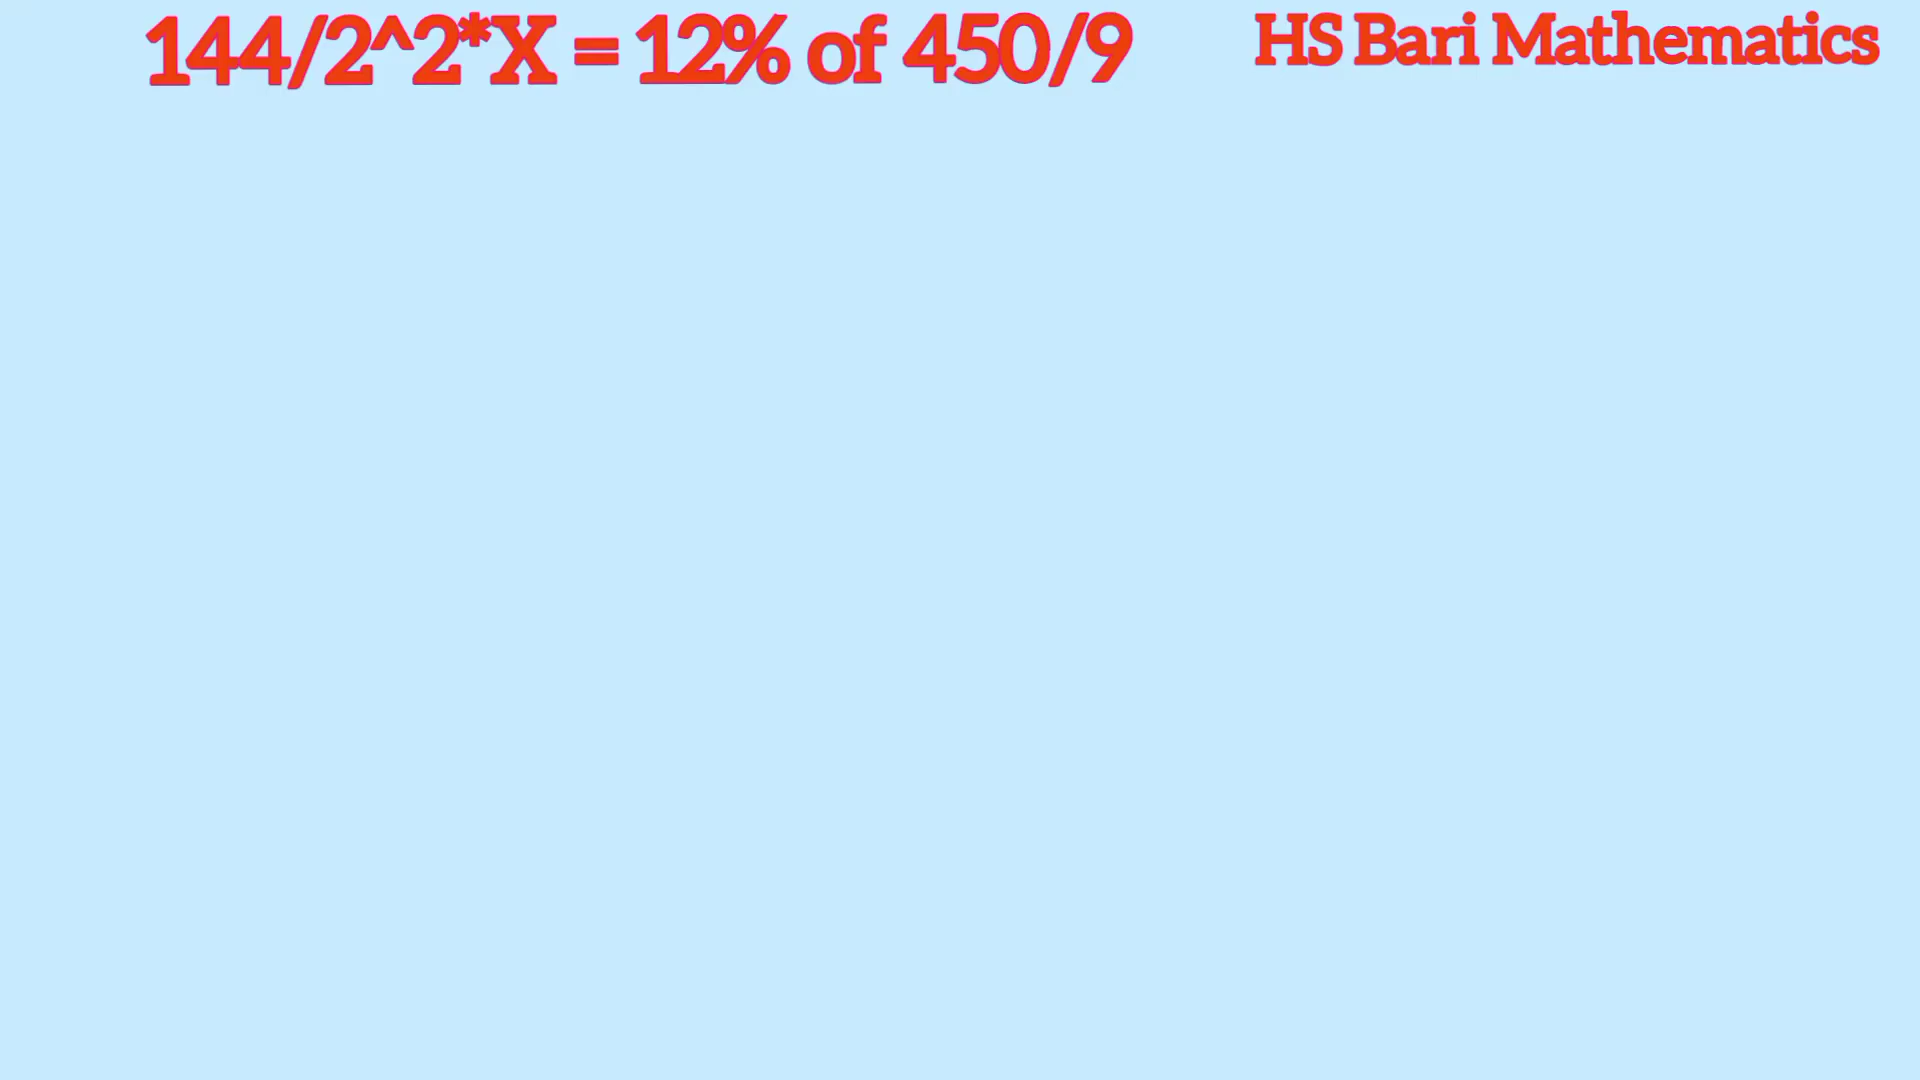 144/2^2*X = 12% of 450/9
HS Bari Mathematics